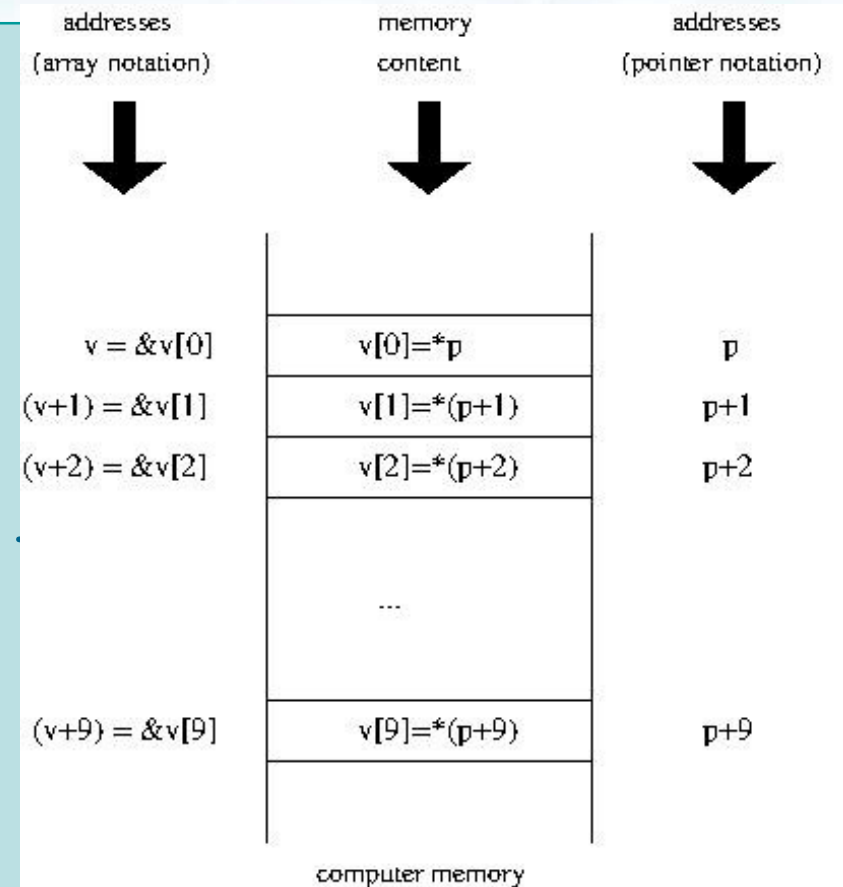 addresses memory addresses
(array notation) content (pointer notation)
v = &v[0] v[0]=*p p
(v+1) = &v[1] v[1]=*(p+1) p+1
(v+2) = &v[2] v[2]=*(p+2) p+2
...
(v+9) = &v[9] v[9]=*(p+9) p+9
computer memory